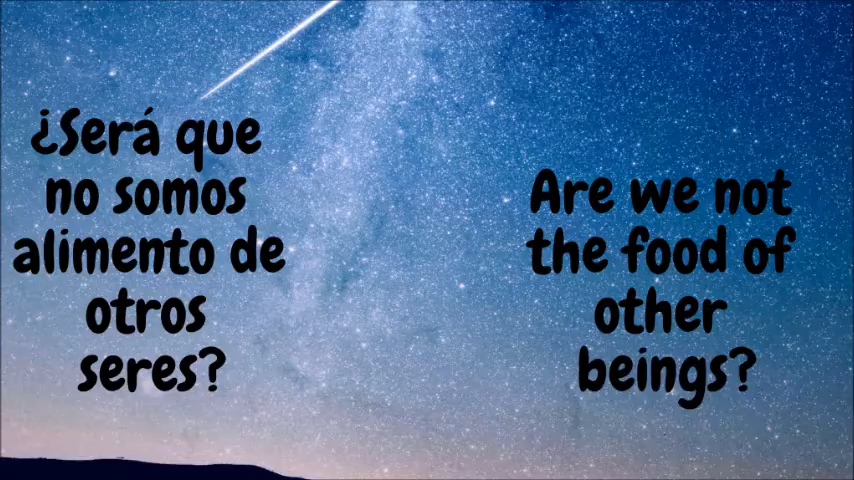 ¿Será que
no somos
alimento de
otros
seres?
Are we not
the food of
other
beings?